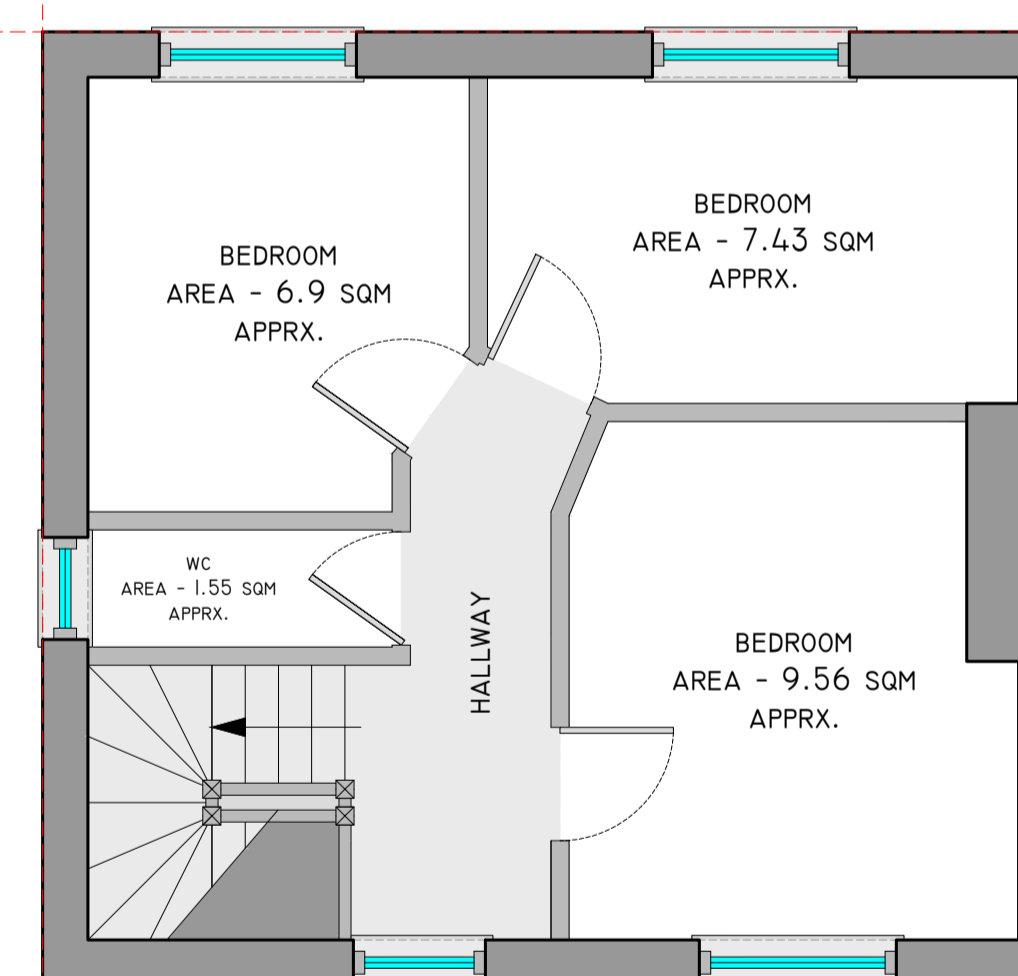 BEDROOM
AREA - 7.43 SQM
APPRX.
BEDROOM
AREA - 6.9 SQM
APPRX.
WC
AREA - 1.55 SQM
APPRX.
HALLWAY
BEDROOM
AREA - 9.56 SQM
APPRX.